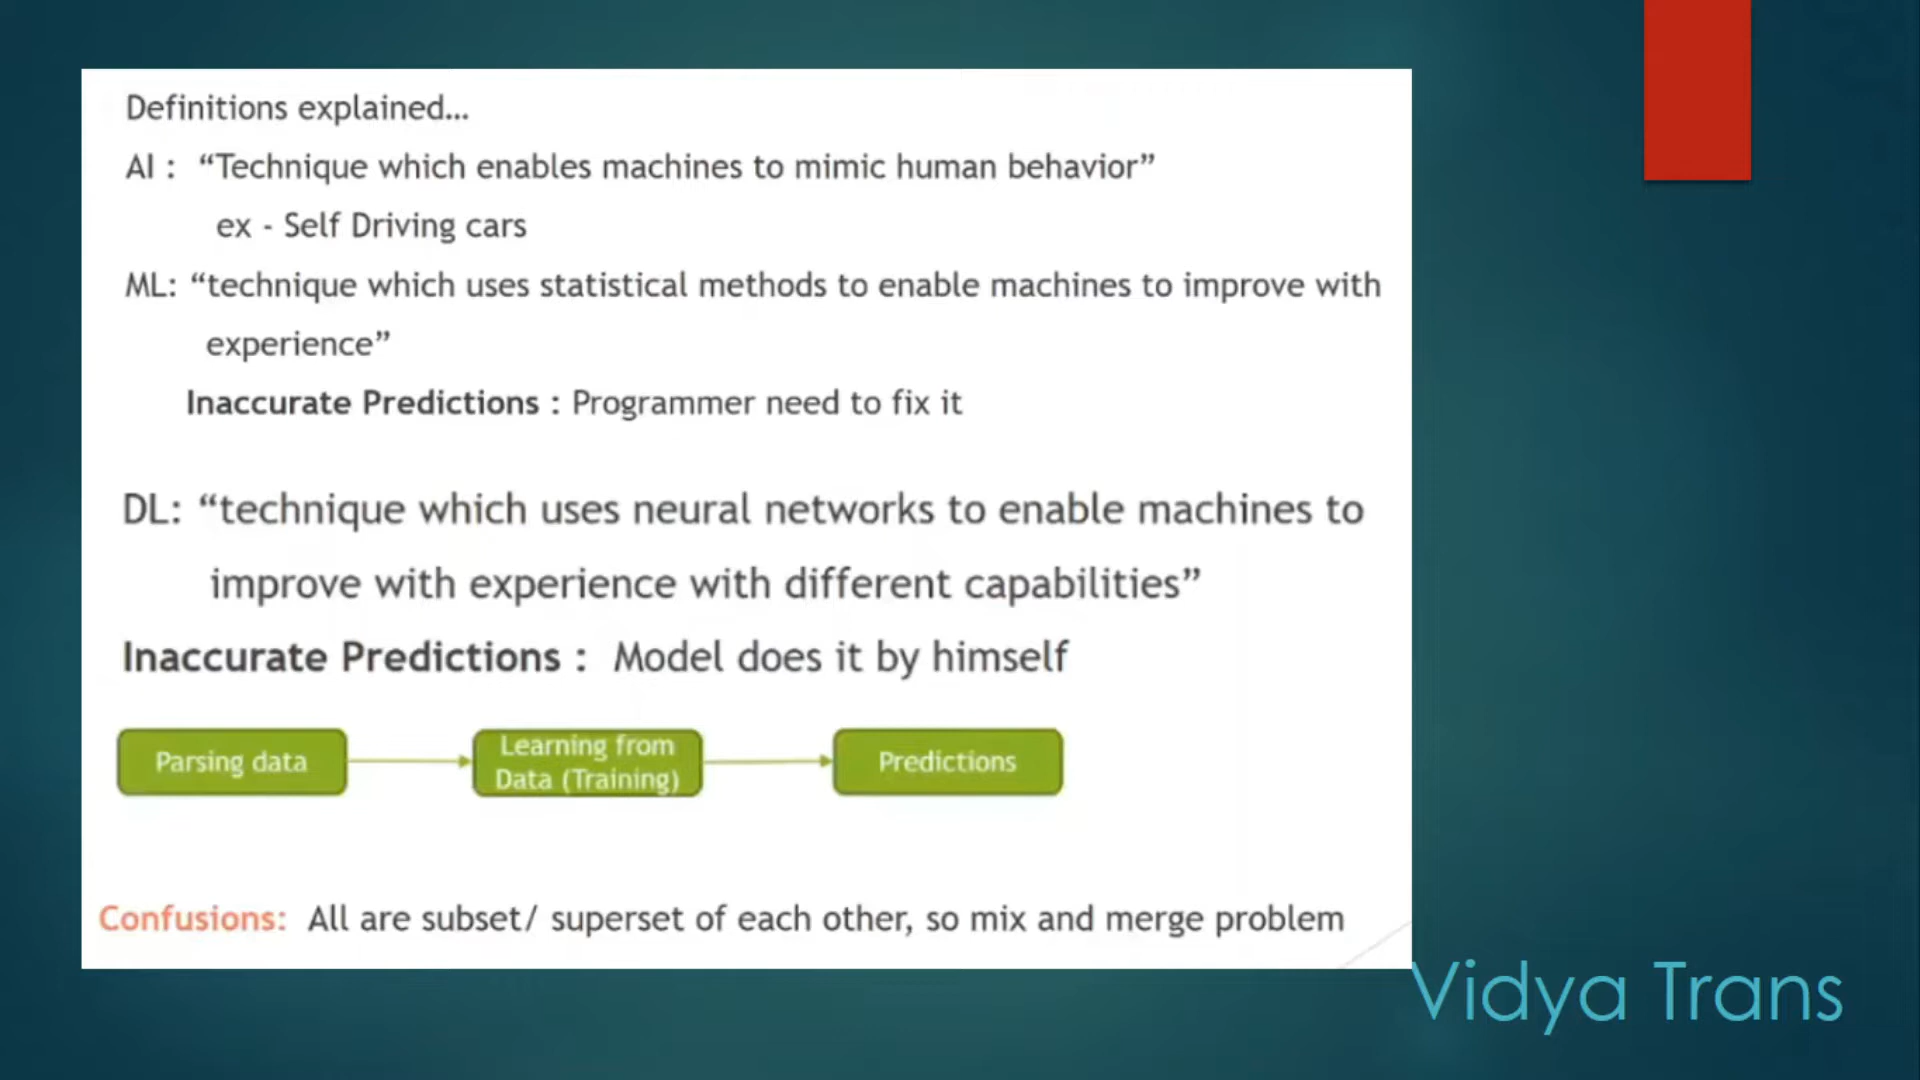 Definitions explained...
AI : “Technique which enables machines to mimic human behavior”
ex - Self Driving cars
ML: “technique which uses statistical methods to enable machines to improve with
experience”
Inaccurate Predictions : Programmer need to fix it
DL: “technique which uses neural networks to enable machines to
improve with experience with different capabilities”
Inaccurate Predictions : Model does it by himself
Parsing data
Learning from
Data (Training)
Predictions
Confusions: All are subset/ superset of each other, so mix and merge problem
Vidya Trans